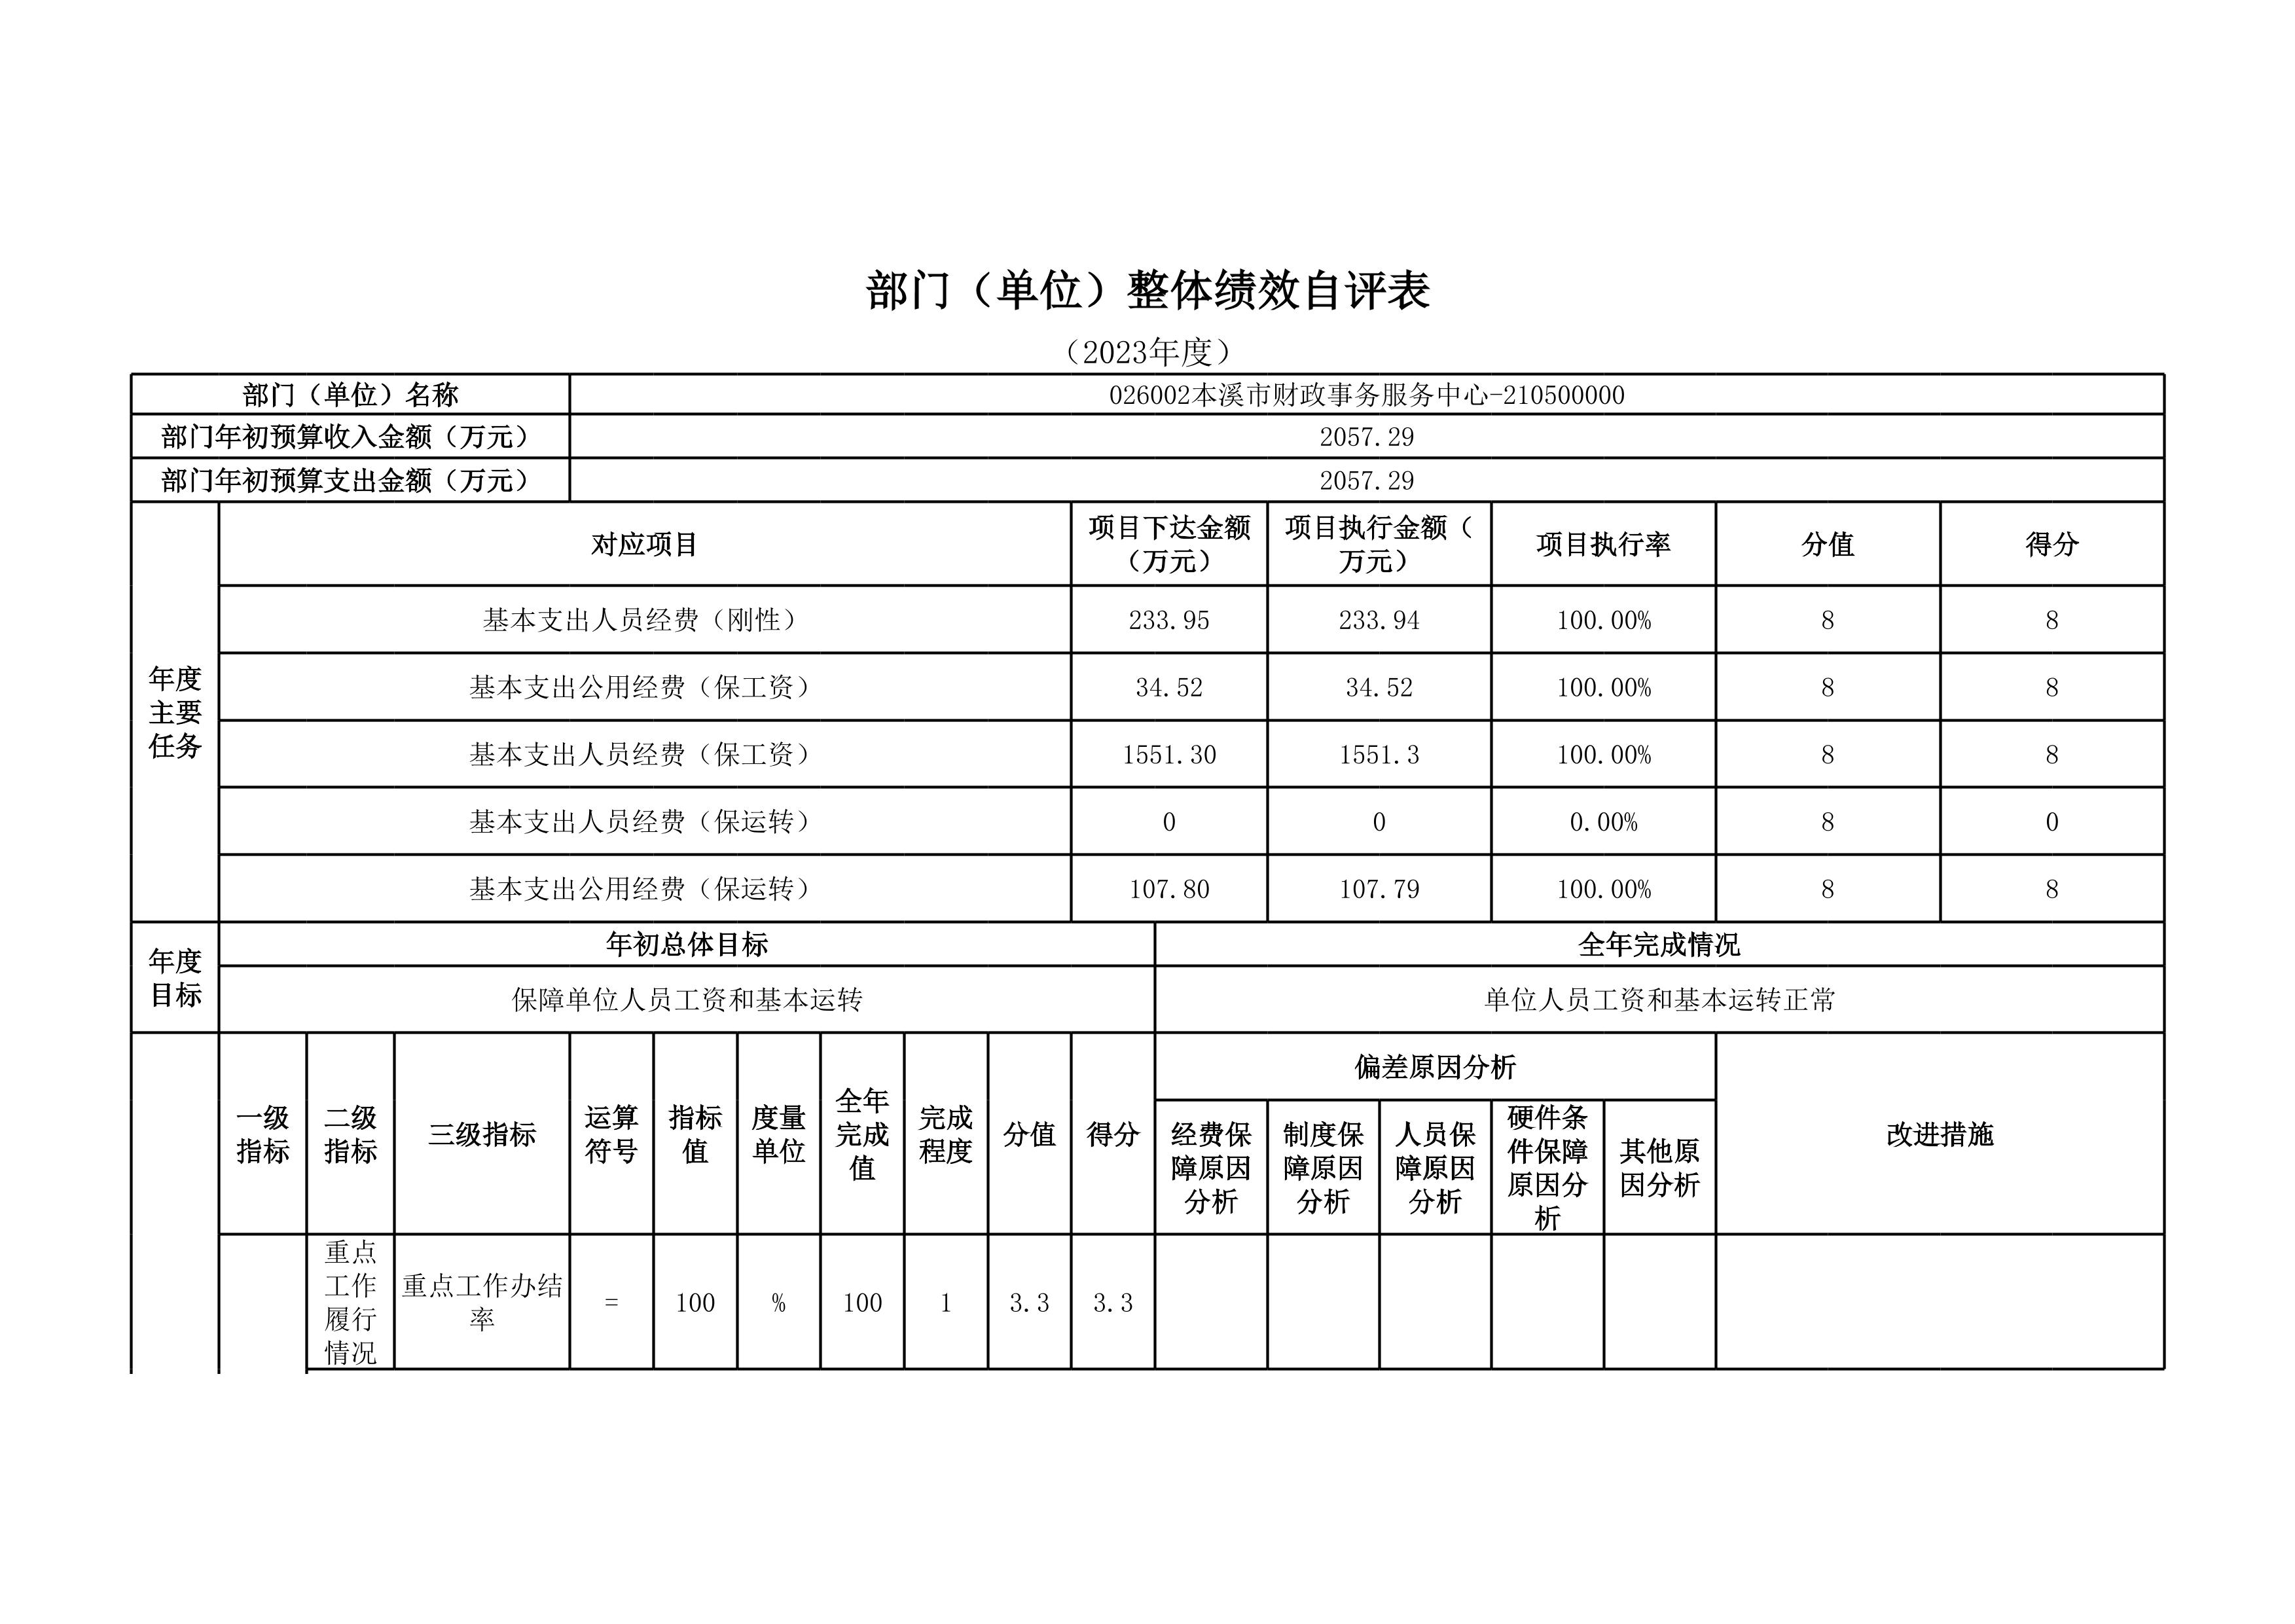 部门（单位）整体绩效自评表
（2023年度）
部门（单位）名称 026002本溪市财政事务服务中心-210500000
部门年初预算收入金额（万元） 2057.29
部门年初预算支出金额（万元） 2057.29
年度
主要
任务
对应项目
项目下达金额
（万元）
项目执行金额（
万元）
项目执行率
分值
得分
基本支出人员经费（刚性） 233.95 233.94 100.00% 8 8
基本支出公用经费（保工资） 34.52 34.52 100.00% 8 8
基本支出人员经费（保工资） 1551.30 1551.3 100.00% 8 8
基本支出人员经费（保运转） 0 0 0.00% 8 0
基本支出公用经费（保运转） 107.80 107.79 100.00% 8 8
年度
目标
年初总体目标 全年完成情况
保障单位人员工资和基本运转 单位人员工资和基本运转正常
一级
指标
二级
指标
三级指标
运算
符号
指标
值
度量
单位
全年
完成
值
完成
程度
分值
得分
偏差原因分析
经费保
障原因
分析
制度保
障原因
分析
人员保
障原因
分析
硬件条
件保障
原因分
析
其他原
因分析
改进措施
重点
工作
履行
情况
重点工作办结
率
= 100 % 100 1 3.3 3.3